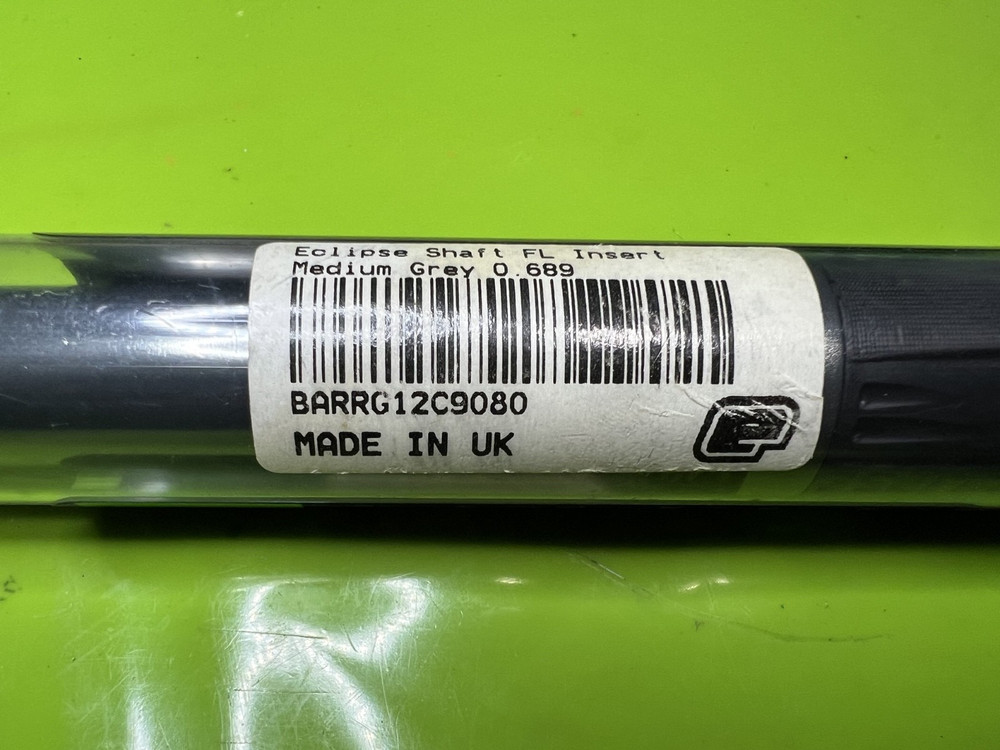 Eclipse Shaft FL Insert
Medium Grey 0.689
BARRG12C9080
MADE IN UK
e